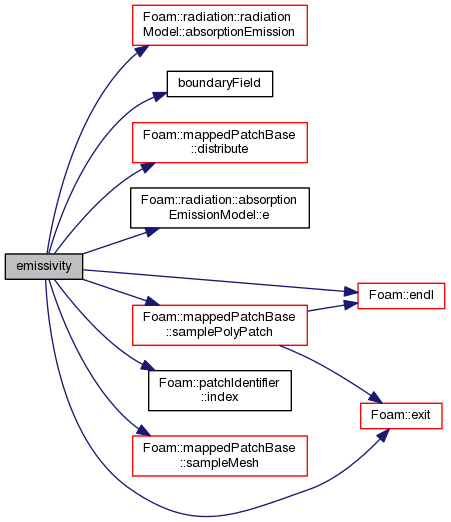 Foam::radiation::radiation
Model::absorptionEmission
boundaryField
Foam::mappedPatchBase
::distribute
Foam::radiation::absorption
EmissionModel::e
emissivity
Foam::endl
Foam::mappedPatchBase
::samplePolyPatch
Foam::patchIdentifier
::index
Foam::exit
Foam::mappedPatchBase
::sampleMesh